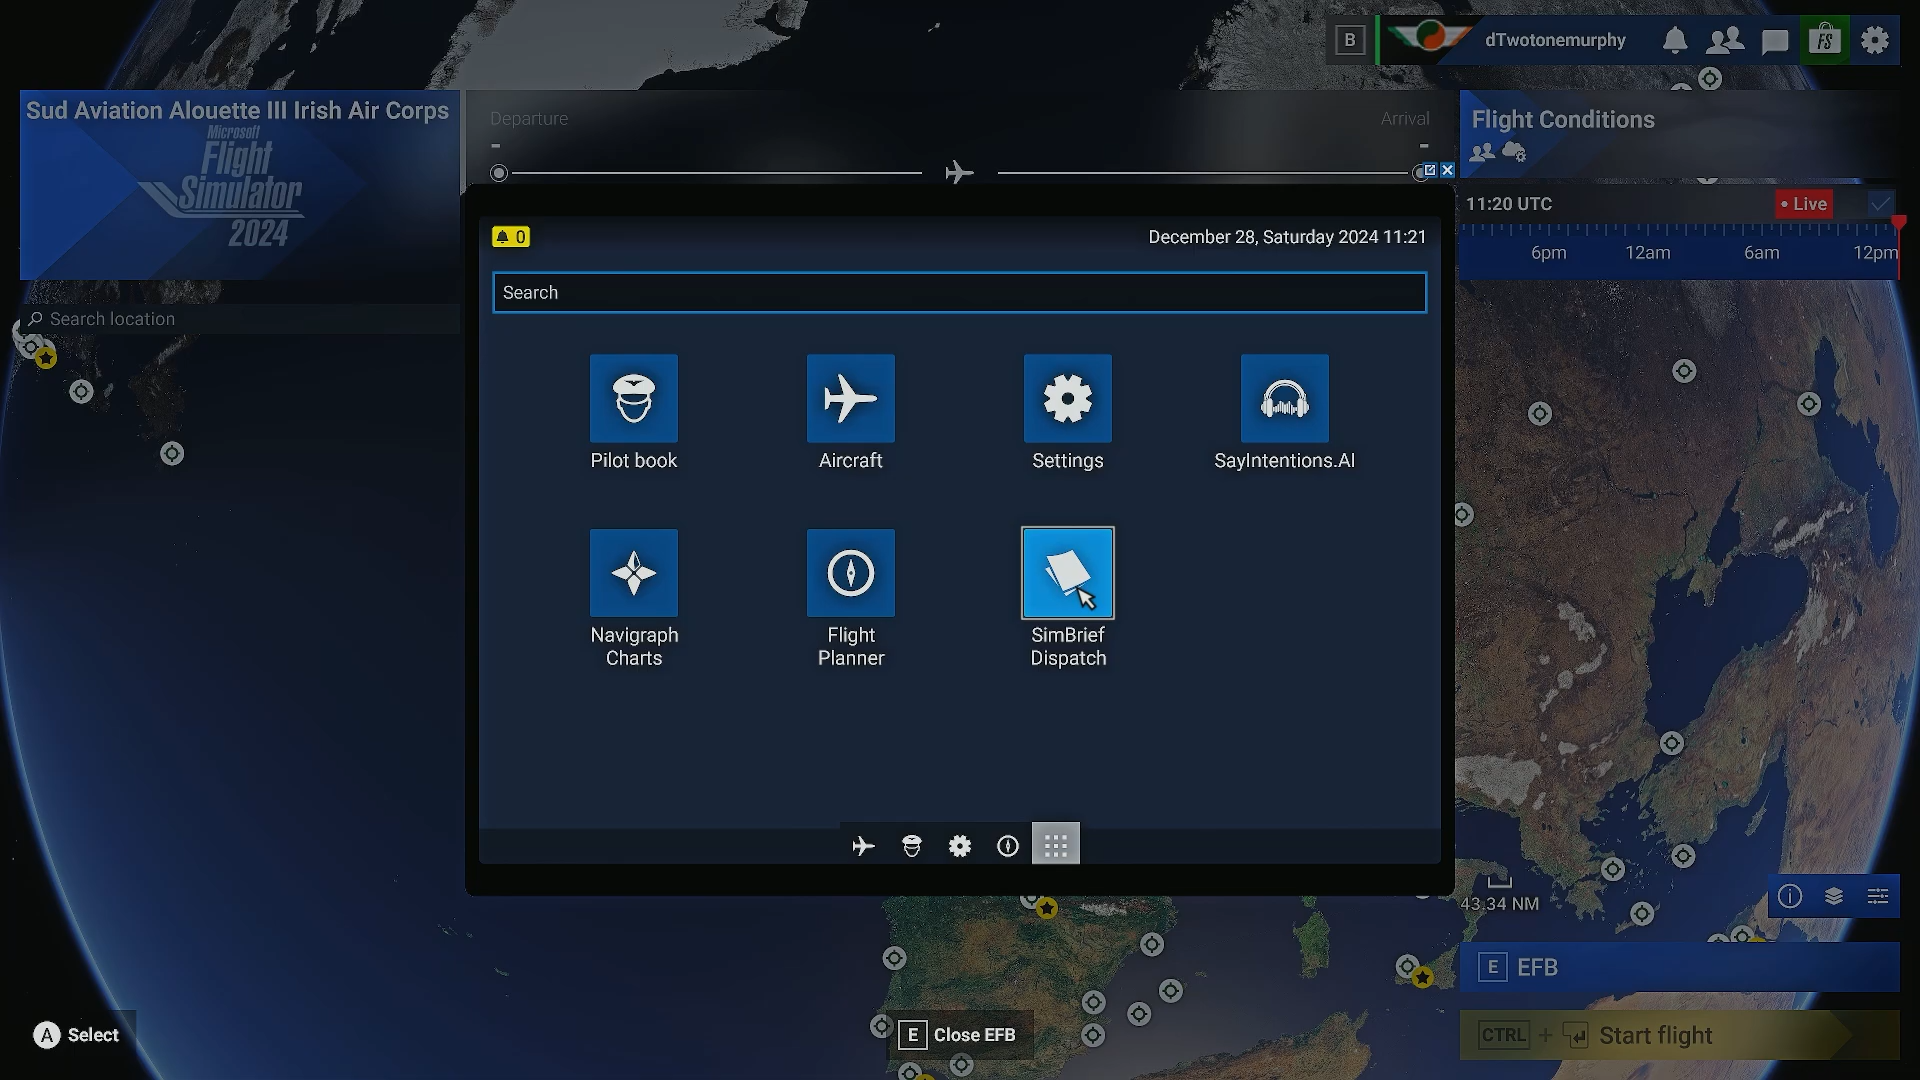 B
dTwotonemurphy
FS
Sud Aviation Alouette III Irish Air Corps
Microsoft
Flight
Simulator
2024
Search location
Departure
-
Arrival
-
Flight Conditions
11:20 UTC
• Live
6pm
12am
6am
12pm
0
December 28, Saturday 2024 11:21
Search
Pilot book
Aircraft
Settings
SayIntentions.AI
Navigraph
Charts
Flight
Planner
SimBrief
Dispatch
43.34 NM
E EFB
A Select
E Close EFB
CTRL + Start flight